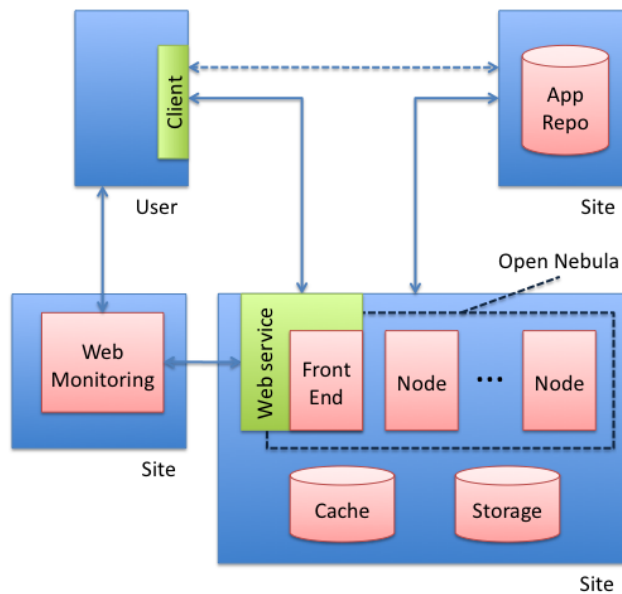 Client
App
Repo
User
Site
Open Nebula
Web
Monitoring
Web service
Front
End
Node
...
Node
Site
Cache
Storage
Site